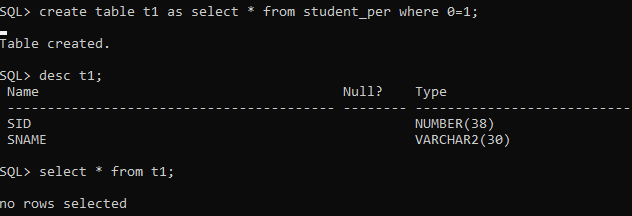 SQL> create table t1 as select * from student_per where 0=1;
Table created.
SQL> desc t1;
Name Null? Type
----------------------------------------- -------- ----------------------------
SID NUMBER(38)
SNAME VARCHAR2(30)
SQL> select * from t1;
no rows selected